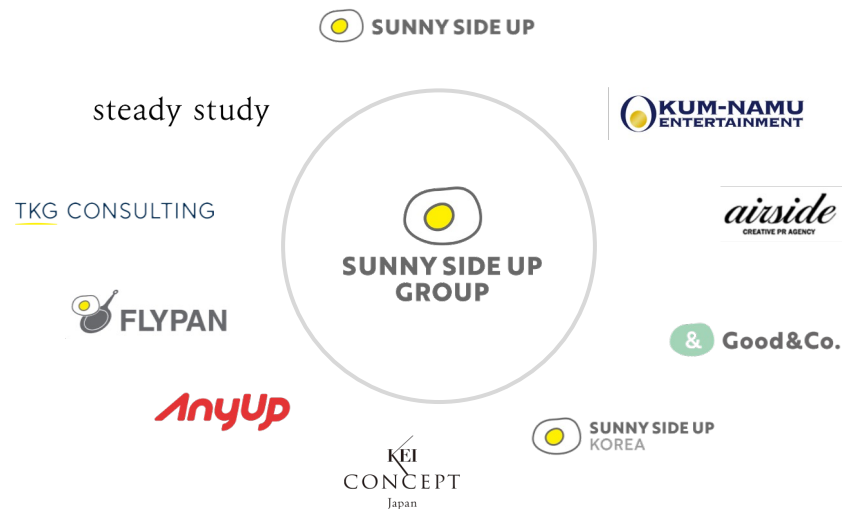 SUNNY SIDE UP
steady study
KUM-NAMU
ENTERTAINMENT
TKG CONSULTING
airside
CREATIVE PR AGENCY
SUNNY SIDE UP
GROUP
FLYPAN
& Good&Co.
AnyUp
SUNNY SIDE UP
KOREA
KEI
CONCEPT
Japan